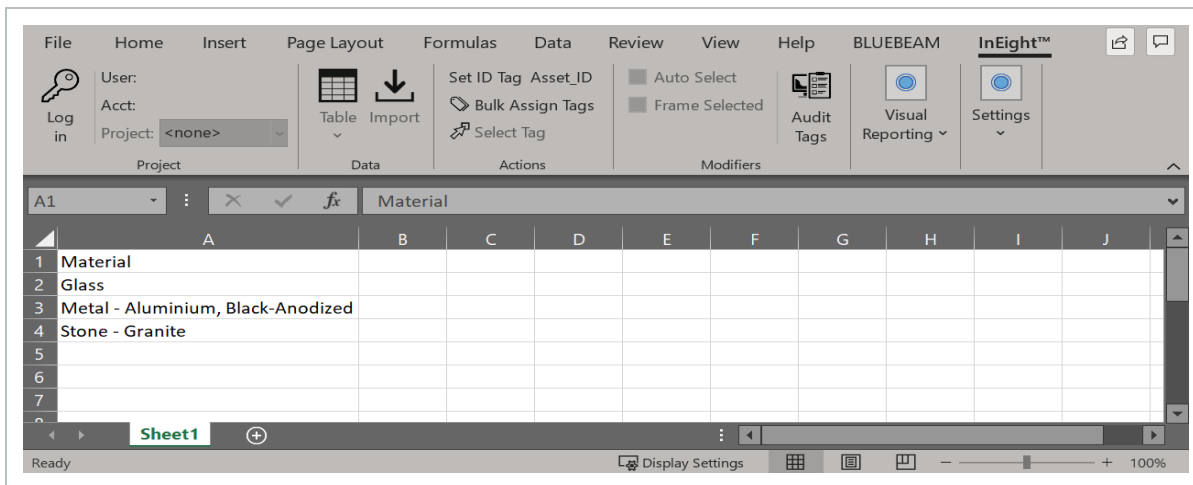 File Home Insert Page Layout Formulas Data Review View Help BLUEBEAM InEight™
Log in
User:
Acct:
Project: <none>
Project
Table Import
Data
Set ID Tag Asset_ID
Bulk Assign Tags
Select Tag
Actions
Auto Select
Frame Selected
Audit Tags
Modifiers
Visual Reporting
Settings
A1 fx Material
A B C D E F G H I J
1 Material
2 Glass
3 Metal - Aluminium, Black-Anodized
4 Stone - Granite
5
6
7
Sheet1
Ready Display Settings 100%